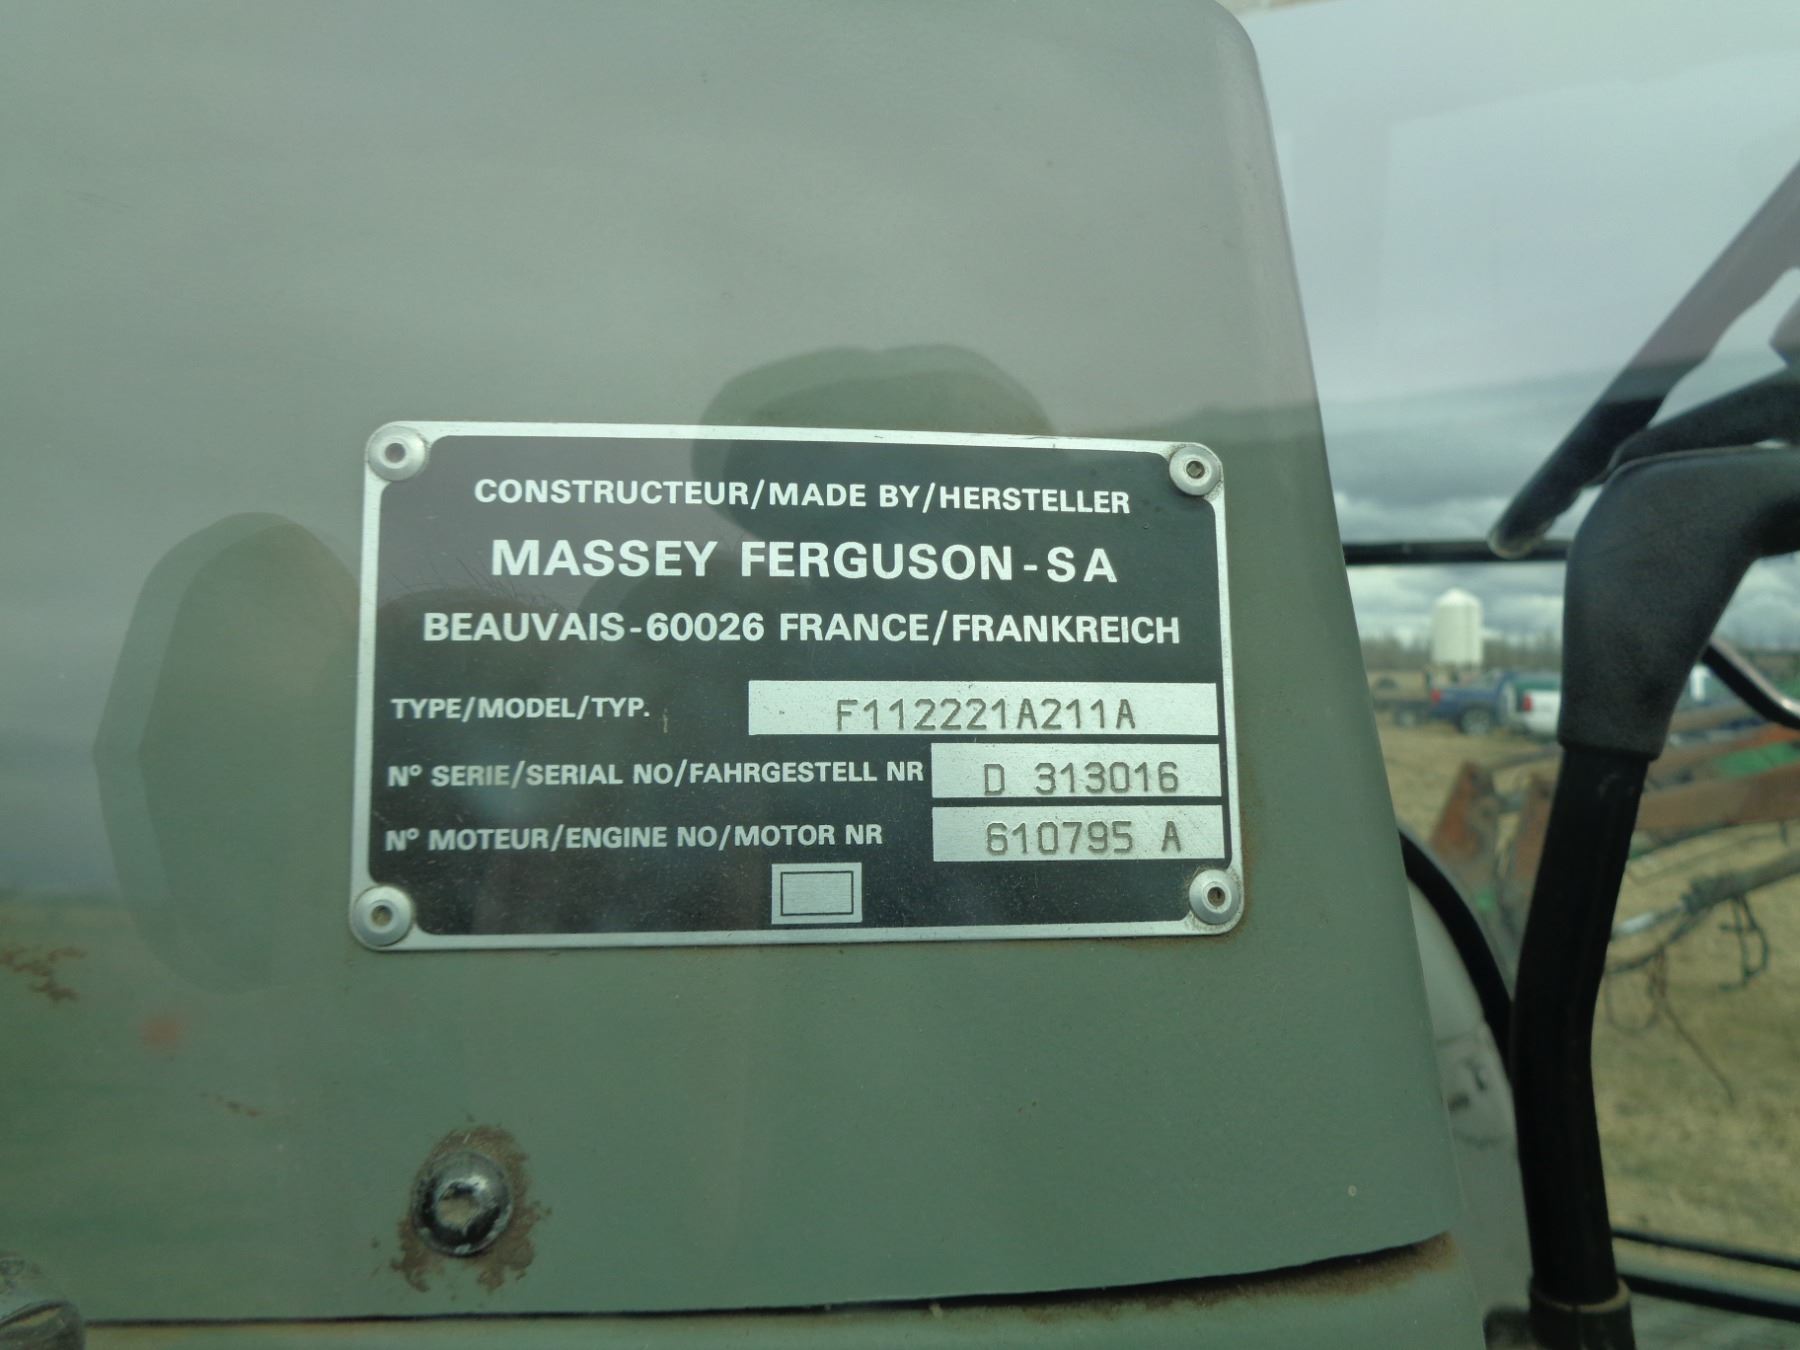 CONSTRUCTEUR/MADE BY/HERSTELLER
MASSEY FERGUSON-SA
BEAUVAIS-60026 FRANCE/FRANKREICH
TYPE/MODEL/TYP. F112221A211A
N° SERIE/SERIAL NO/FAHRGESTELL NR D 313016
N° MOTEUR/ENGINE NO/MOTOR NR 610795 A